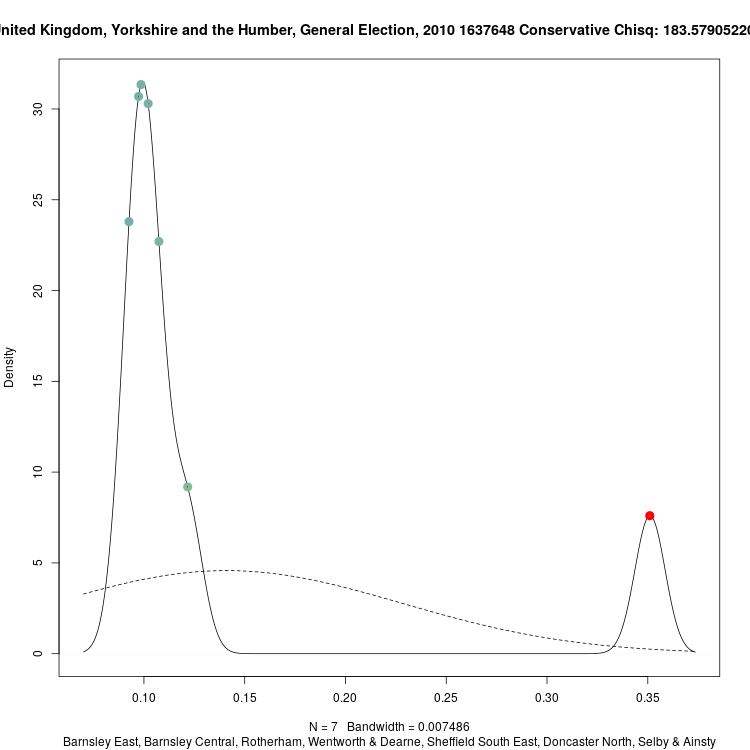 nited Kingdom, Yorkshire and the Humber, General Election, 2010 1637648 Conservative Chisq: 183.57905220
30
25
20
15
10
5
0
Density
0.10 0.15 0.20 0.25 0.30 0.35
N = 7 Bandwidth = 0.007486
Barnsley East, Barnsley Central, Rotherham, Wentworth & Dearne, Sheffield South East, Doncaster North, Selby & Ainsty